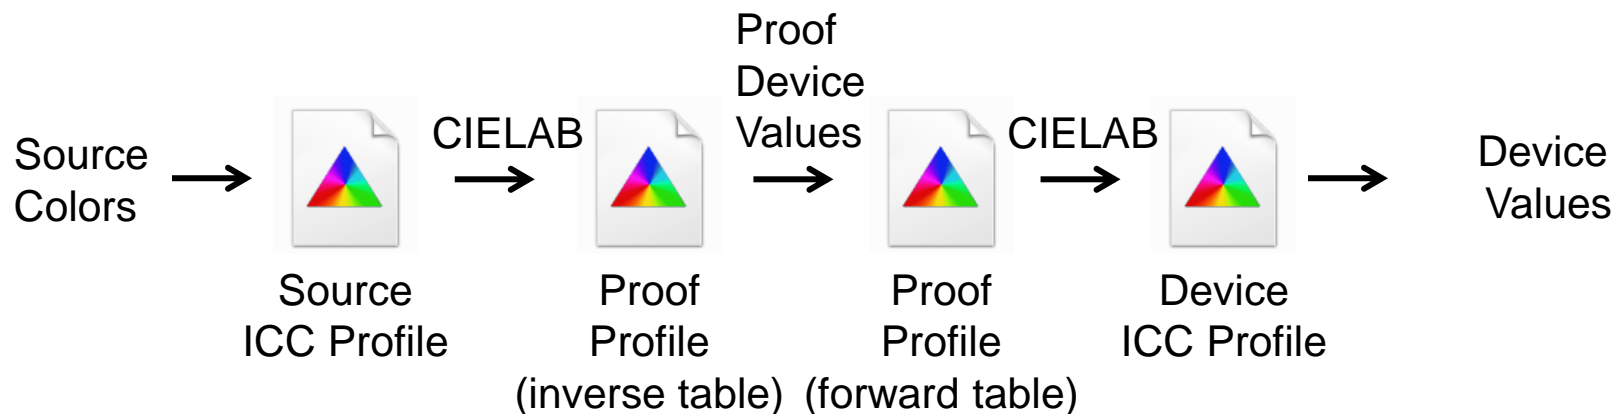 Source
Colors
CIELAB
Proof
Device
Values
CIELAB
Device
Values
Source
ICC Profile
Proof
Profile
(inverse table)
Proof
Profile
(forward table)
Device
ICC Profile